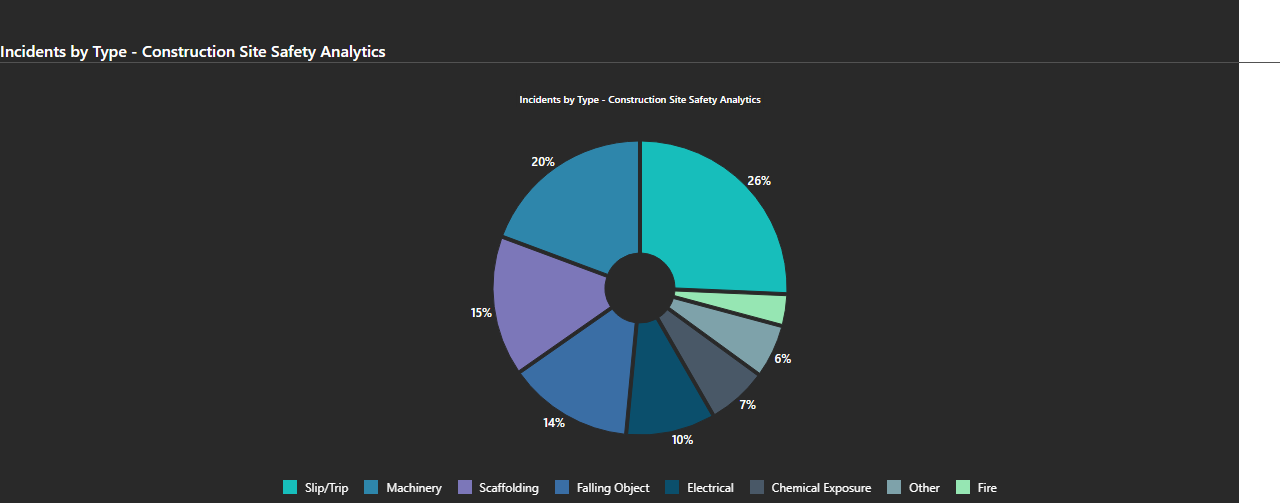 Incidents by Type - Construction Site Safety Analytics
Incidents by Type - Construction Site Safety Analytics
20%
26%
15%
6%
7%
14%
10%
Slip/Trip Machinery Scaffolding Falling Object Electrical Chemical Exposure Other Fire